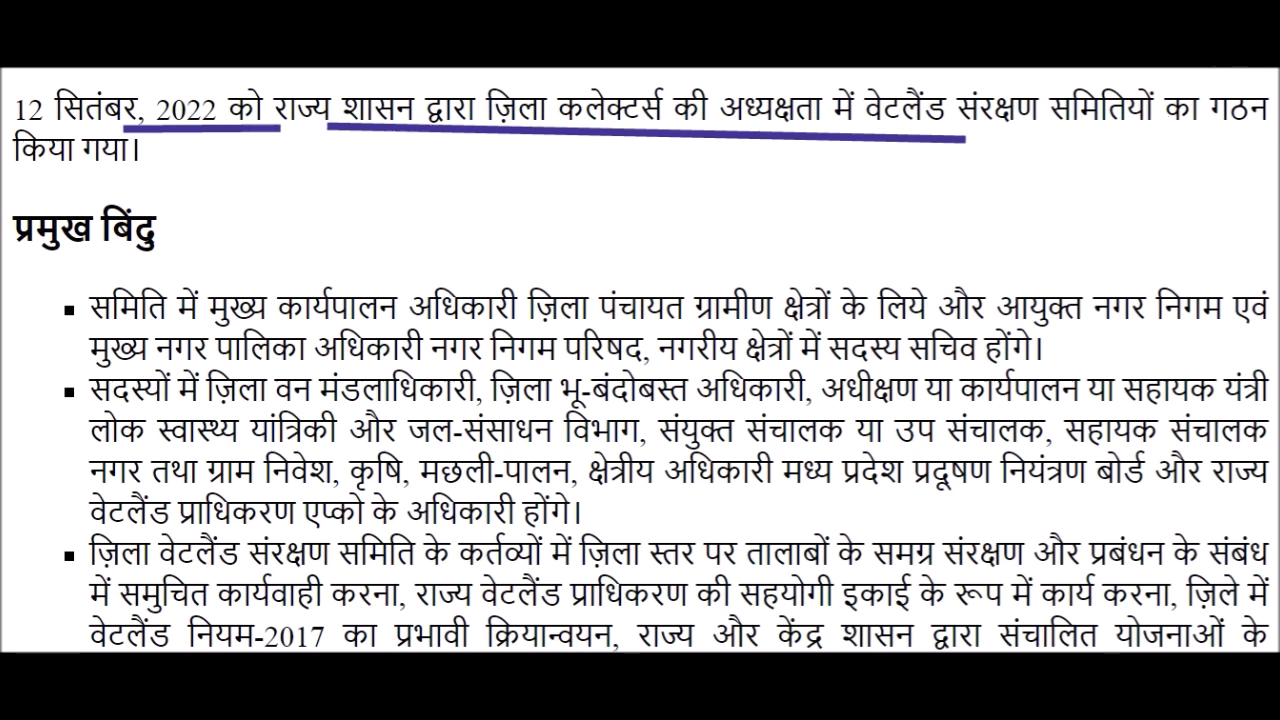 12 सितंबर, 2022 को राज्य शासन द्वारा ज़िला कलेक्टर्स की अध्यक्षता में वेटलैंड संरक्षण समितियों का गठन
किया गया।
प्रमुख बिंदु
▪ समिति में मुख्य कार्यपालन अधिकारी ज़िला पंचायत ग्रामीण क्षेत्रों के लिये और आयुक्त नगर निगम एवं
मुख्य नगर पालिका अधिकारी नगर निगम परिषद, नगरीय क्षेत्रों में सदस्य सचिव होंगे।
▪ सदस्यों में ज़िला वन मंडलाधिकारी, ज़िला भू-बंदोबस्त अधिकारी, अधीक्षण या कार्यपालन या सहायक यंत्री
लोक स्वास्थ्य यांत्रिकी और जल-संसाधन विभाग, संयुक्त संचालक या उप संचालक, सहायक संचालक
नगर तथा ग्राम निवेश, कृषि, मछली-पालन, क्षेत्रीय अधिकारी मध्य प्रदेश प्रदूषण नियंत्रण बोर्ड और राज्य
वेटलैंड प्राधिकरण एप्को के अधिकारी होंगे।
▪ ज़िला वेटलैंड संरक्षण समिति के कर्तव्यों में ज़िला स्तर पर तालाबों के समग्र संरक्षण और प्रबंधन के संबंध
में समुचित कार्यवाही करना, राज्य वेटलैंड प्राधिकरण की सहयोगी इकाई के रूप में कार्य करना, ज़िले में
वेटलैंड नियम-2017 का प्रभावी क्रियान्वयन, राज्य और केंद्र शासन द्वारा संचालित योजनाओं के